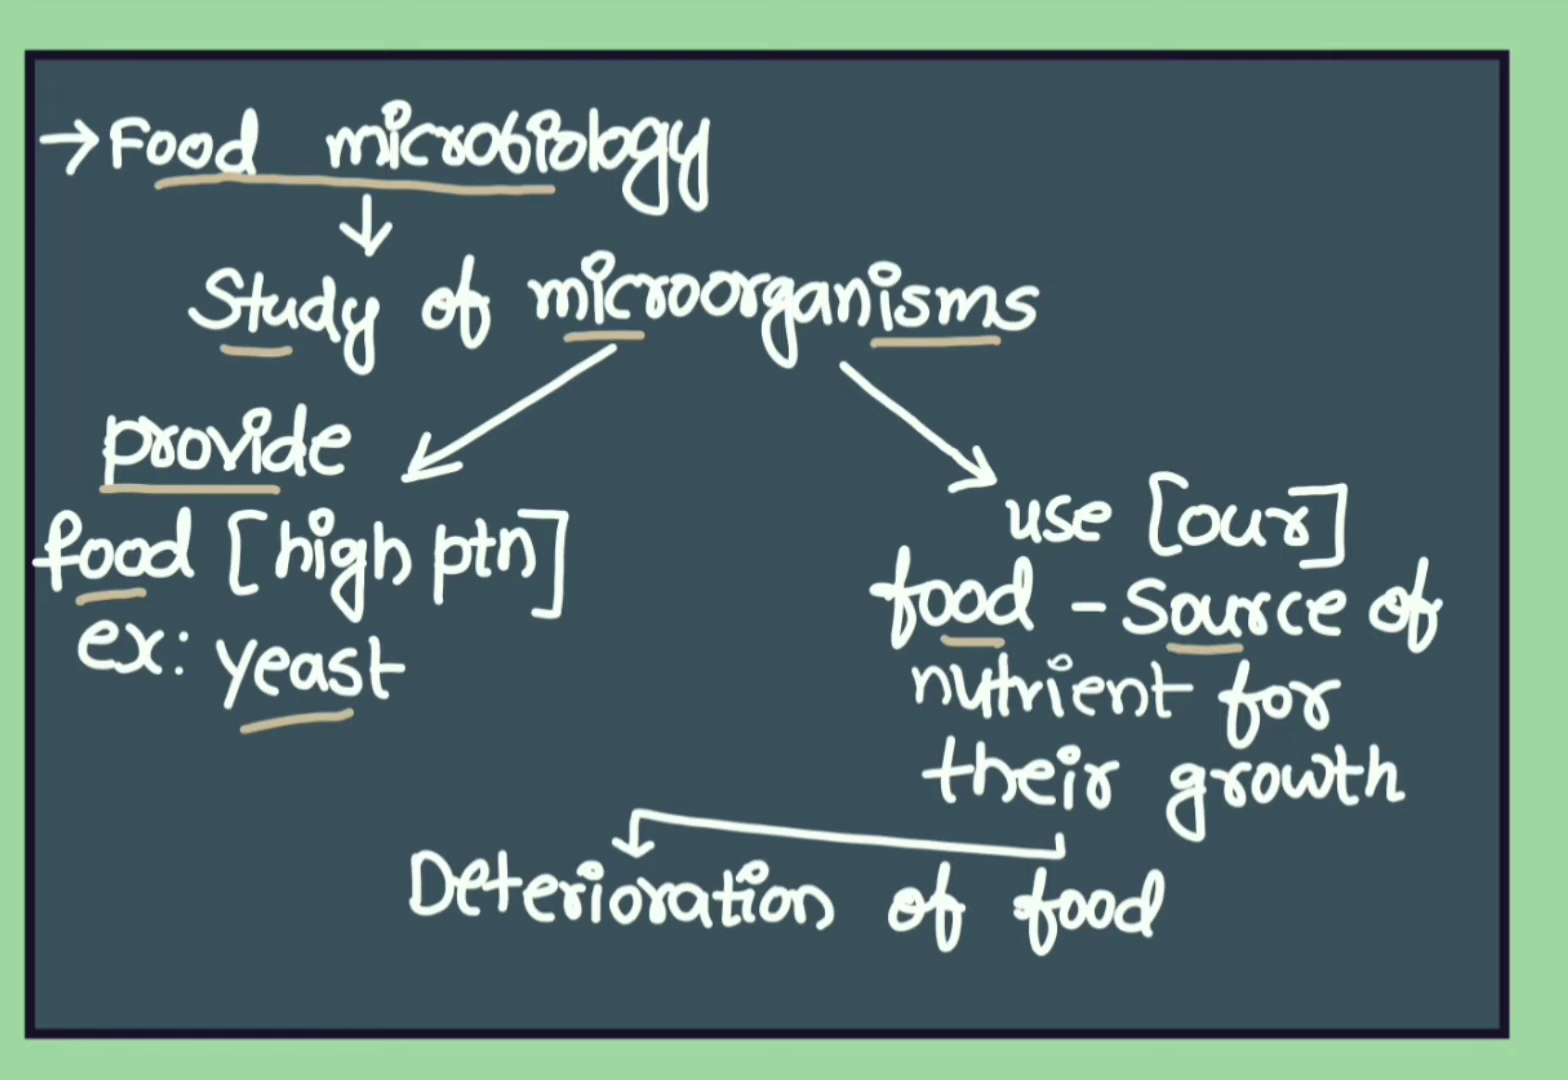 → Food microbiology
↓
Study of microorganisms
provide
food [high ptn]
ex: yeast
use [our]
food - Source of
nutrient for
their growth
Deterioration of food